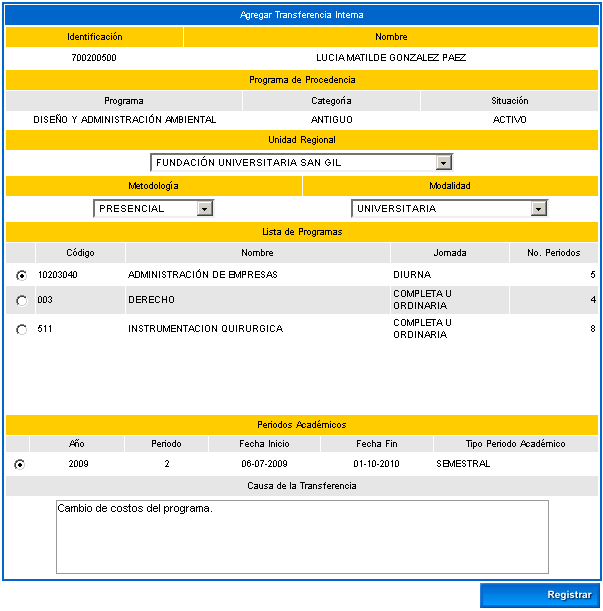 Agregar Transferencia Interna
Identificación Nombre
700200500 LUCIA MATILDE GONZALEZ PAEZ
Programa de Procedencia
Programa Categoría Situación
DISEÑO Y ADMINISTRACIÓN AMBIENTAL ANTIGUO ACTIVO
Unidad Regional
FUNDACIÓN UNIVERSITARIA SAN GIL
Metodología Modalidad
PRESENCIAL UNIVERSITARIA
Lista de Programas
Código Nombre Jornada No. Periodos
10203040 ADMINISTRACIÓN DE EMPRESAS DIURNA 5
003 DERECHO COMPLETA U ORDINARIA 4
511 INSTRUMENTACION QUIRURGICA COMPLETA U ORDINARIA 8
Periodos Académicos
Año Periodo Fecha Inicio Fecha Fin Tipo Periodo Académico
2009 2 06-07-2009 01-10-2010 SEMESTRAL
Causa de la Transferencia
Cambio de costos del programa.
Registrar